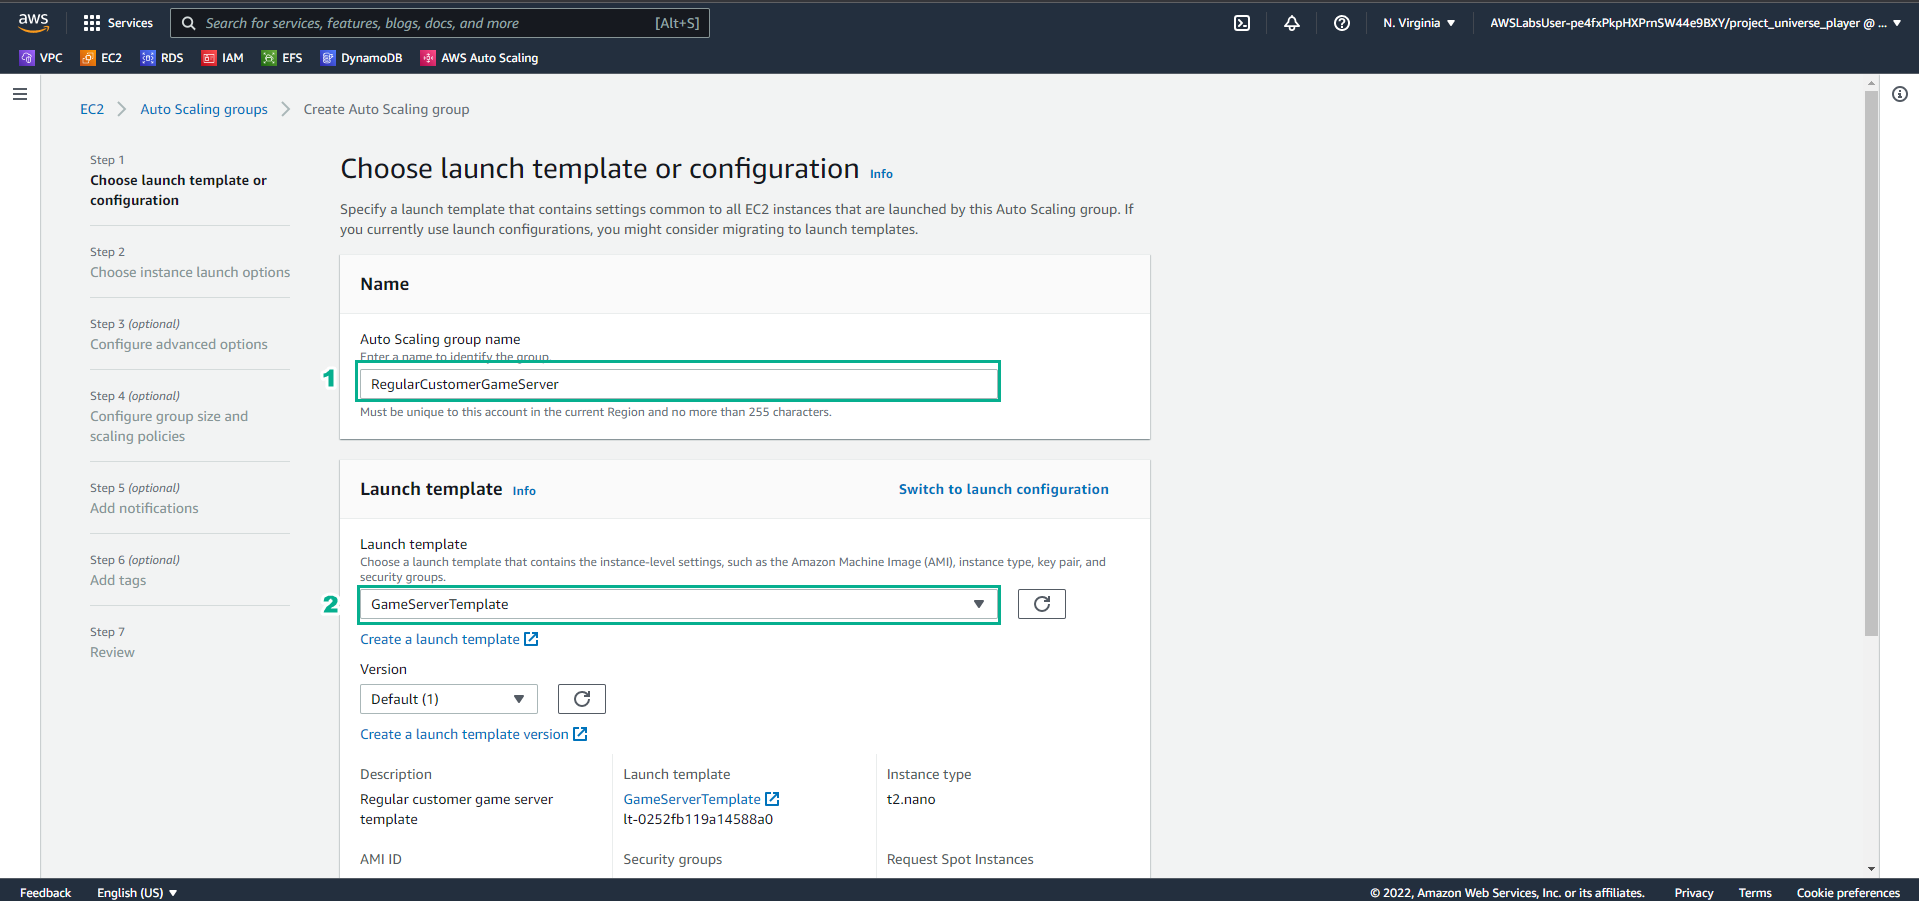 aws
Services
Search for services, features, blogs, docs, and more
[Alt+S]
N. Virginia
AWSLabsUser-pe4fxPkpHXPrnSW44e9BXY/project_universe_player @ ...
VPC
EC2
RDS
IAM
EFS
DynamoDB
AWS Auto Scaling
EC2
Auto Scaling groups
Create Auto Scaling group
Step 1
Choose launch template or
configuration
Step 2
Choose instance launch options
Step 3 (optional)
Configure advanced options
Step 4 (optional)
Configure group size and
scaling policies
Step 5 (optional)
Add notifications
Step 6 (optional)
Add tags
Step 7
Review
Choose launch template or configuration Info
Specify a launch template that contains settings common to all EC2 instances that are launched by this Auto Scaling group. If
you currently use launch configurations, you might consider migrating to launch templates.
Name
Auto Scaling group name
Enter a name to identify the group.
1
RegularCustomerGameServer
Must be unique to this account in the current Region and no more than 255 characters.
Launch template Info
Switch to launch configuration
Launch template
Choose a launch template that contains the instance-level settings, such as the Amazon Machine Image (AMI), instance type, key pair, and
security groups.
2
GameServerTemplate
Create a launch template
Version
Default (1)
Create a launch template version
Description
Regular customer game server
template
Launch template
GameServerTemplate
lt-0252fb119a14588a0
Instance type
t2.nano
AMI ID
Security groups
Request Spot Instances
Feedback
English (US)
© 2022, Amazon Web Services, Inc. or its affiliates.
Privacy
Terms
Cookie preferences